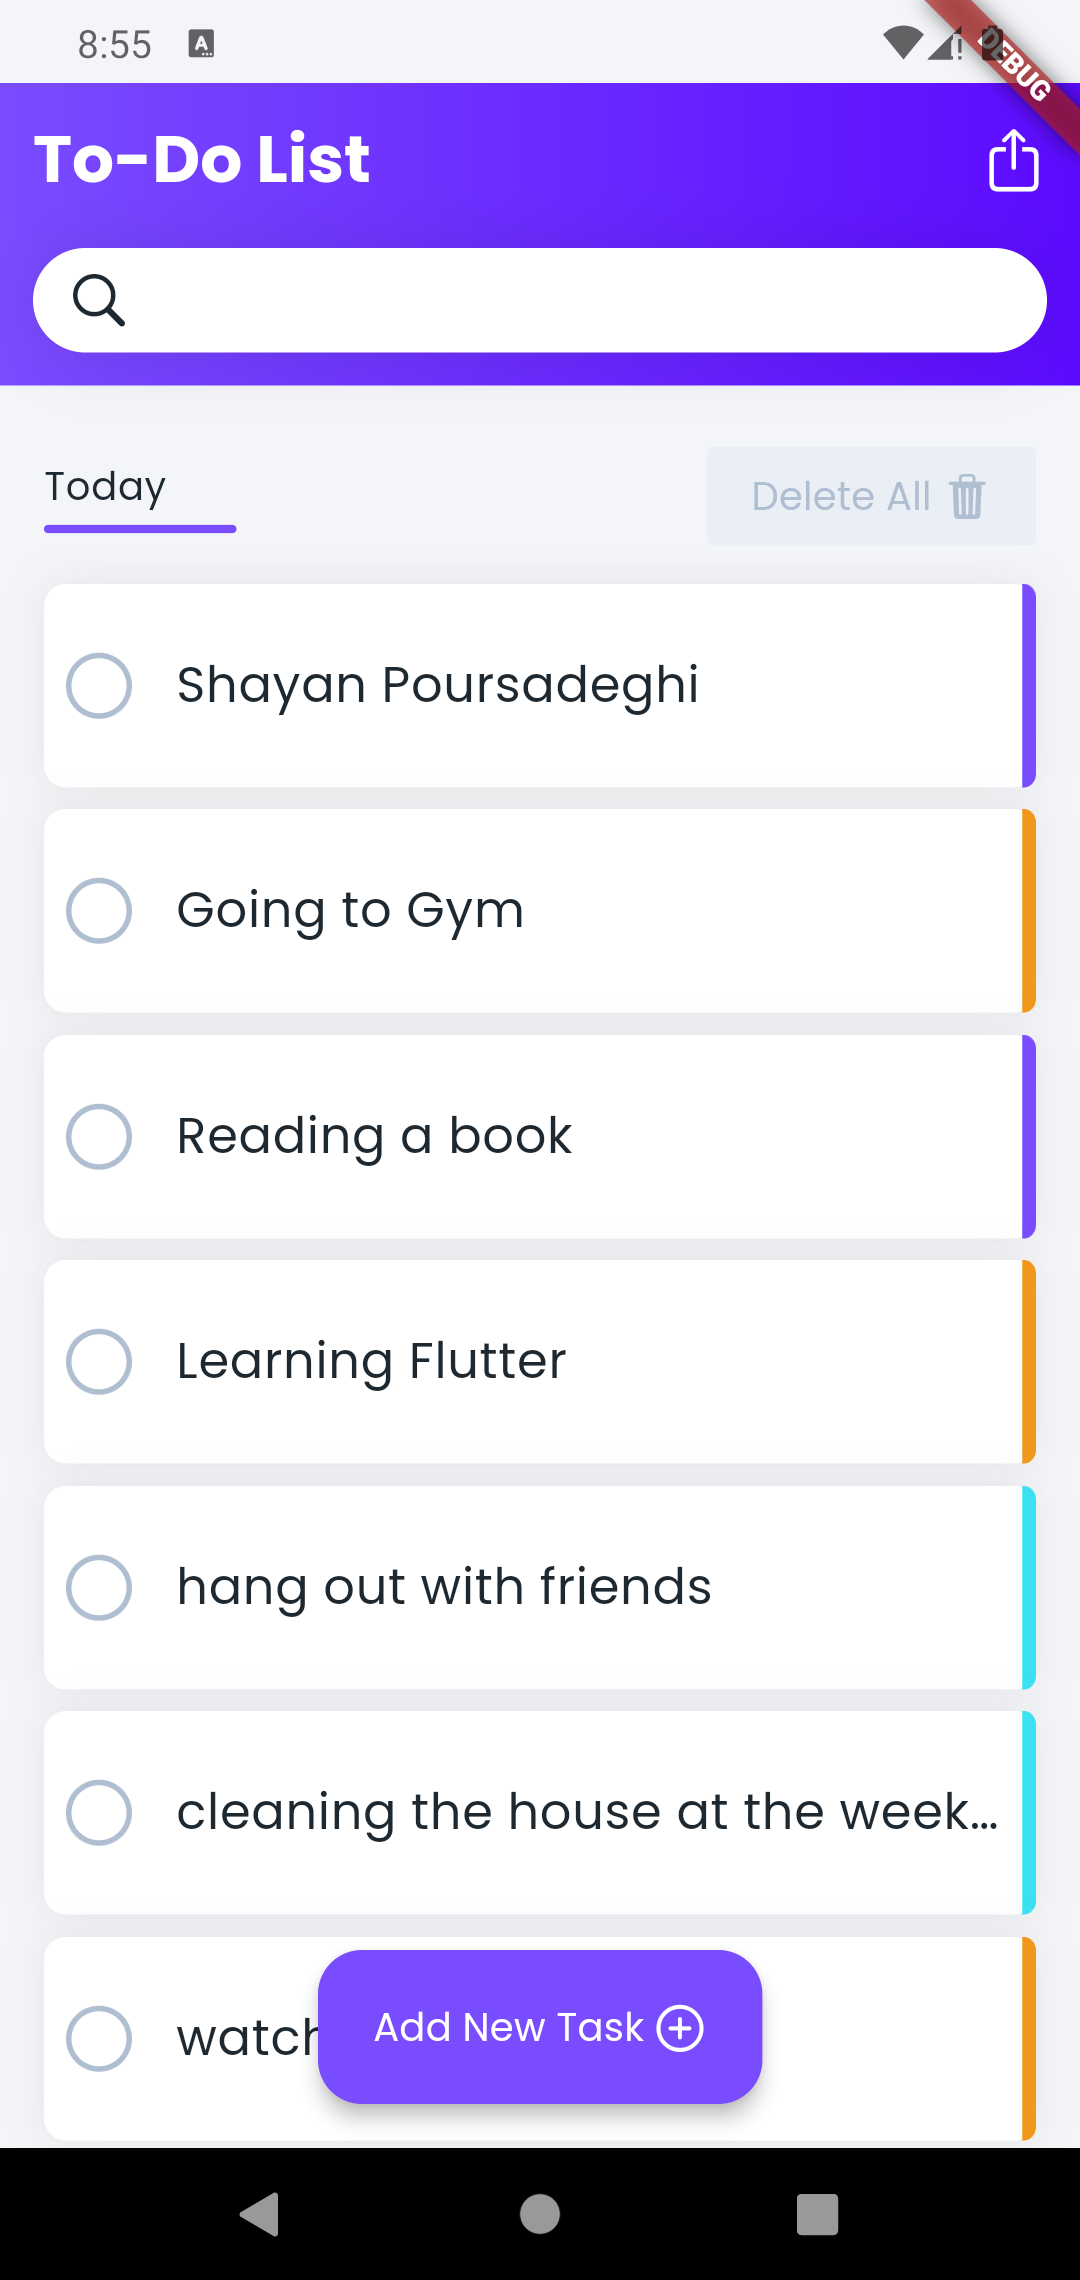 8:55
A
DEBUG
To-Do List
Today
Delete All
Shayan Poursadeghi
Going to Gym
Reading a book
Learning Flutter
hang out with friends
cleaning the house at the week...
watch
Add New Task